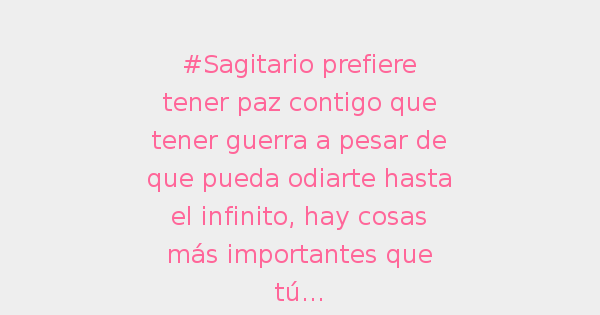 #Sagitario prefiere
tener paz contigo que
tener guerra a pesar de
que pueda odiarte hasta
el infinito, hay cosas
más importantes que
tú...